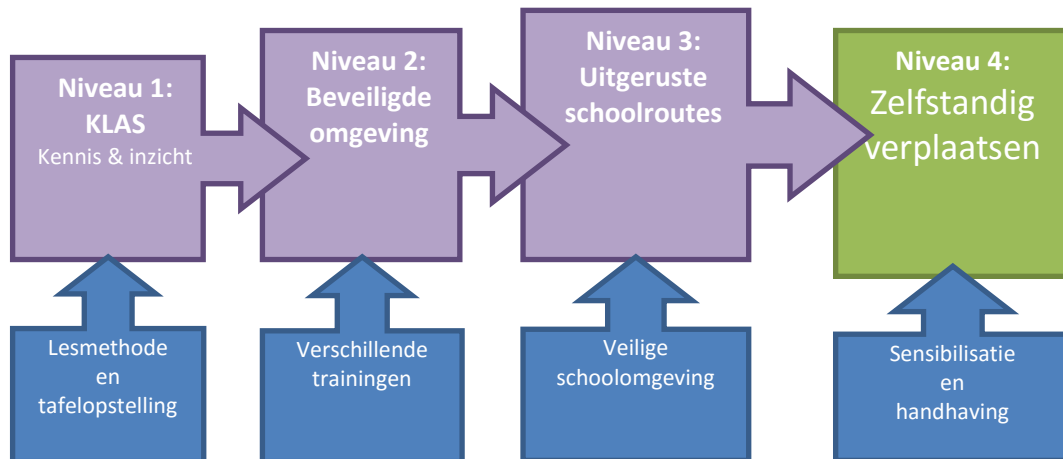 Niveau 1:
KLAS
Kennis & inzicht
Niveau 2:
Beveiligde
omgeving
Niveau 3:
Uitgeruste
schoolroutes
Niveau 4:
Zelfstandig
verplaatsen
Lesmethode
en
tafelopstelling
Verschillende
trainingen
Veilige
schoolomgeving
Sensibilisatie
en
handhaving